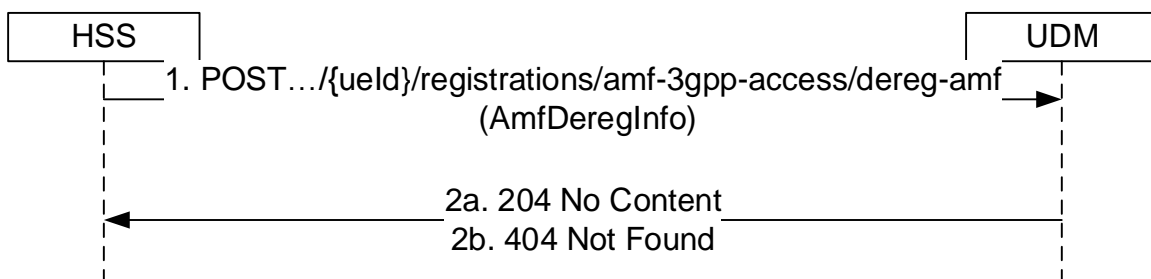 HSS
UDM
1. POST…/{ueId}/registrations/amf-3gpp-access/dereg-amf
(AmfDeregInfo)
2a. 204 No Content
2b. 404 Not Found